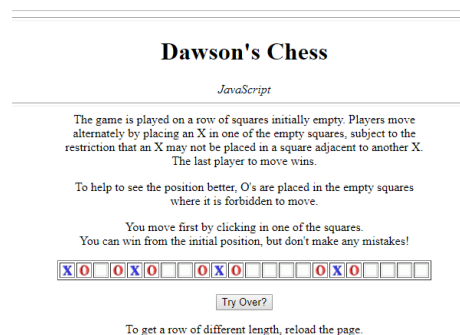 Dawson's Chess
JavaScript
The game is played on a row of squares initially empty. Players move
alternately by placing an X in one of the empty squares, subject to the
restriction that an X may not be placed in a square adjacent to another X.
The last player to move wins.
To help to see the position better, O's are placed in the empty squares
where it is forbidden to move.
You move first by clicking in one of the squares.
You can win from the initial position, but don't make any mistakes!
X O O X O O X O O X O
Try Over?
To get a row of different length, reload the page.